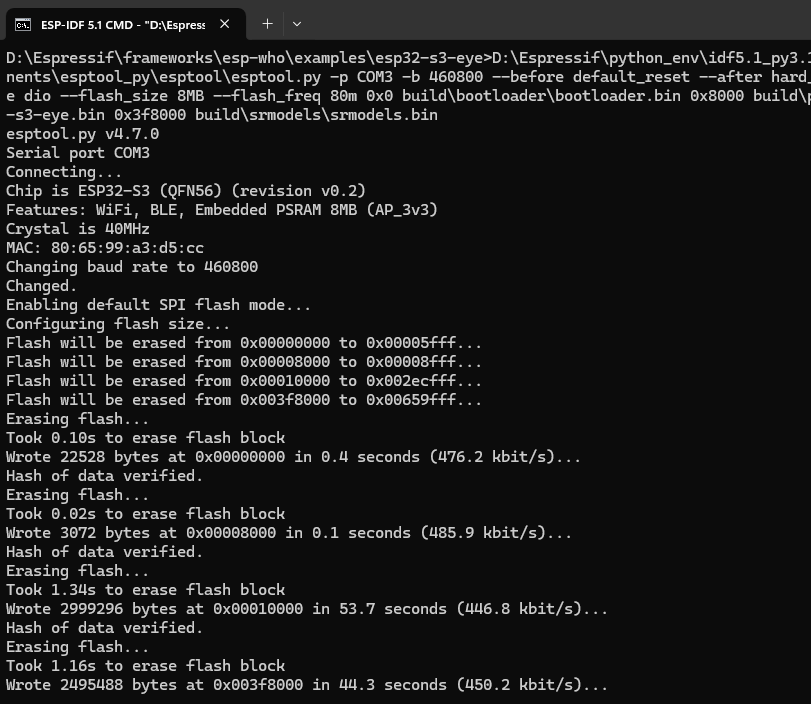 ESP-IDF 5.1 CMD - "D:\Espress
D:\Espressif\frameworks\esp-who\examples\esp32-s3-eye>D:\Espressif\python_env\idf5.1_py3.1
nents\esptool_py\esptool\esptool.py -p COM3 -b 460800 --before default_reset --after hard_
e dio --flash_size 8MB --flash_freq 80m 0x0 build\bootloader\bootloader.bin 0x8000 build\p
-s3-eye.bin 0x3f8000 build\srmodels\srmodels.bin
esptool.py v4.7.0
Serial port COM3
Connecting...
Chip is ESP32-S3 (QFN56) (revision v0.2)
Features: WiFi, BLE, Embedded PSRAM 8MB (AP_3v3)
Crystal is 40MHz
MAC: 80:65:99:a3:d5:cc
Changing baud rate to 460800
Changed.
Enabling default SPI flash mode...
Configuring flash size...
Flash will be erased from 0x00000000 to 0x00005fff...
Flash will be erased from 0x00008000 to 0x00008fff...
Flash will be erased from 0x00010000 to 0x002ecfff...
Flash will be erased from 0x003f8000 to 0x00659fff...
Erasing flash...
Took 0.10s to erase flash block
Wrote 22528 bytes at 0x00000000 in 0.4 seconds (476.2 kbit/s)...
Hash of data verified.
Erasing flash...
Took 0.02s to erase flash block
Wrote 3072 bytes at 0x00008000 in 0.1 seconds (485.9 kbit/s)...
Hash of data verified.
Erasing flash...
Took 1.34s to erase flash block
Wrote 2999296 bytes at 0x00010000 in 53.7 seconds (446.8 kbit/s)...
Hash of data verified.
Erasing flash...
Took 1.16s to erase flash block
Wrote 2495488 bytes at 0x003f8000 in 44.3 seconds (450.2 kbit/s)...